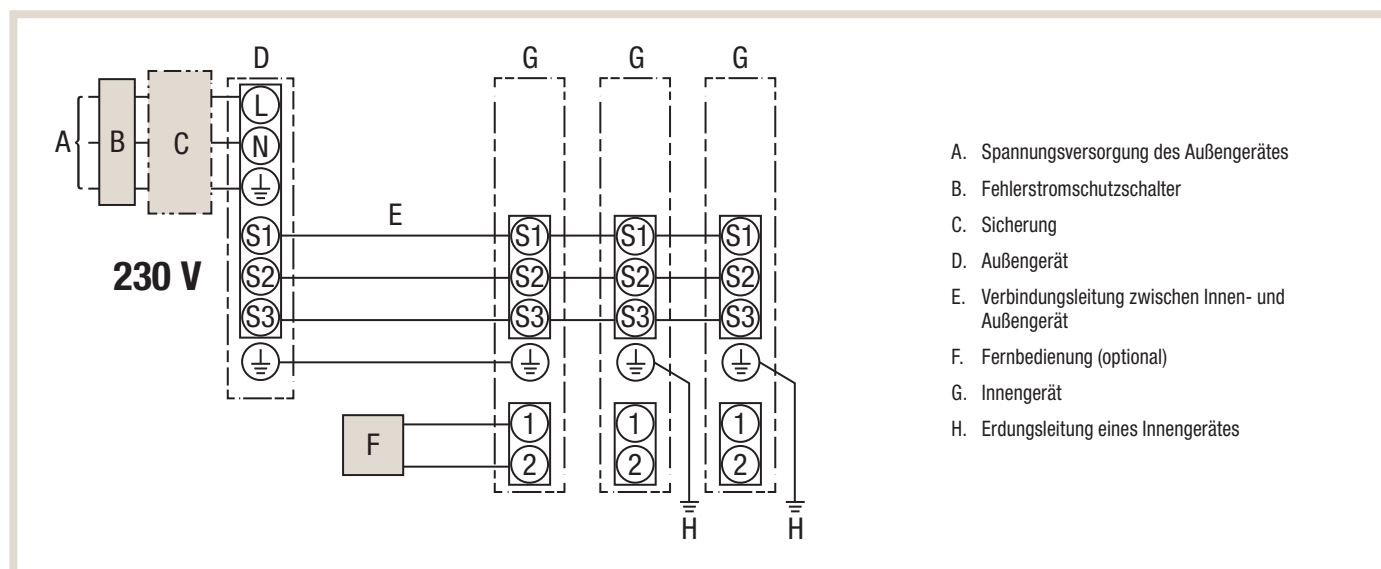 D G G G
L
A B C N
S1 E S1 S1 S1
230 V S2 S2 S2 S2
S3 S3 S3 S3
F 1 1 1
2 2 2
H H
A. Spannungsversorgung des Außengerätes
B. Fehlerstromschutzschalter
C. Sicherung
D. Außengerät
E. Verbindungsleitung zwischen Innen- und
Außengerät
F. Fernbedienung (optional)
G. Innengerät
H. Erdungsleitung eines Innengerätes